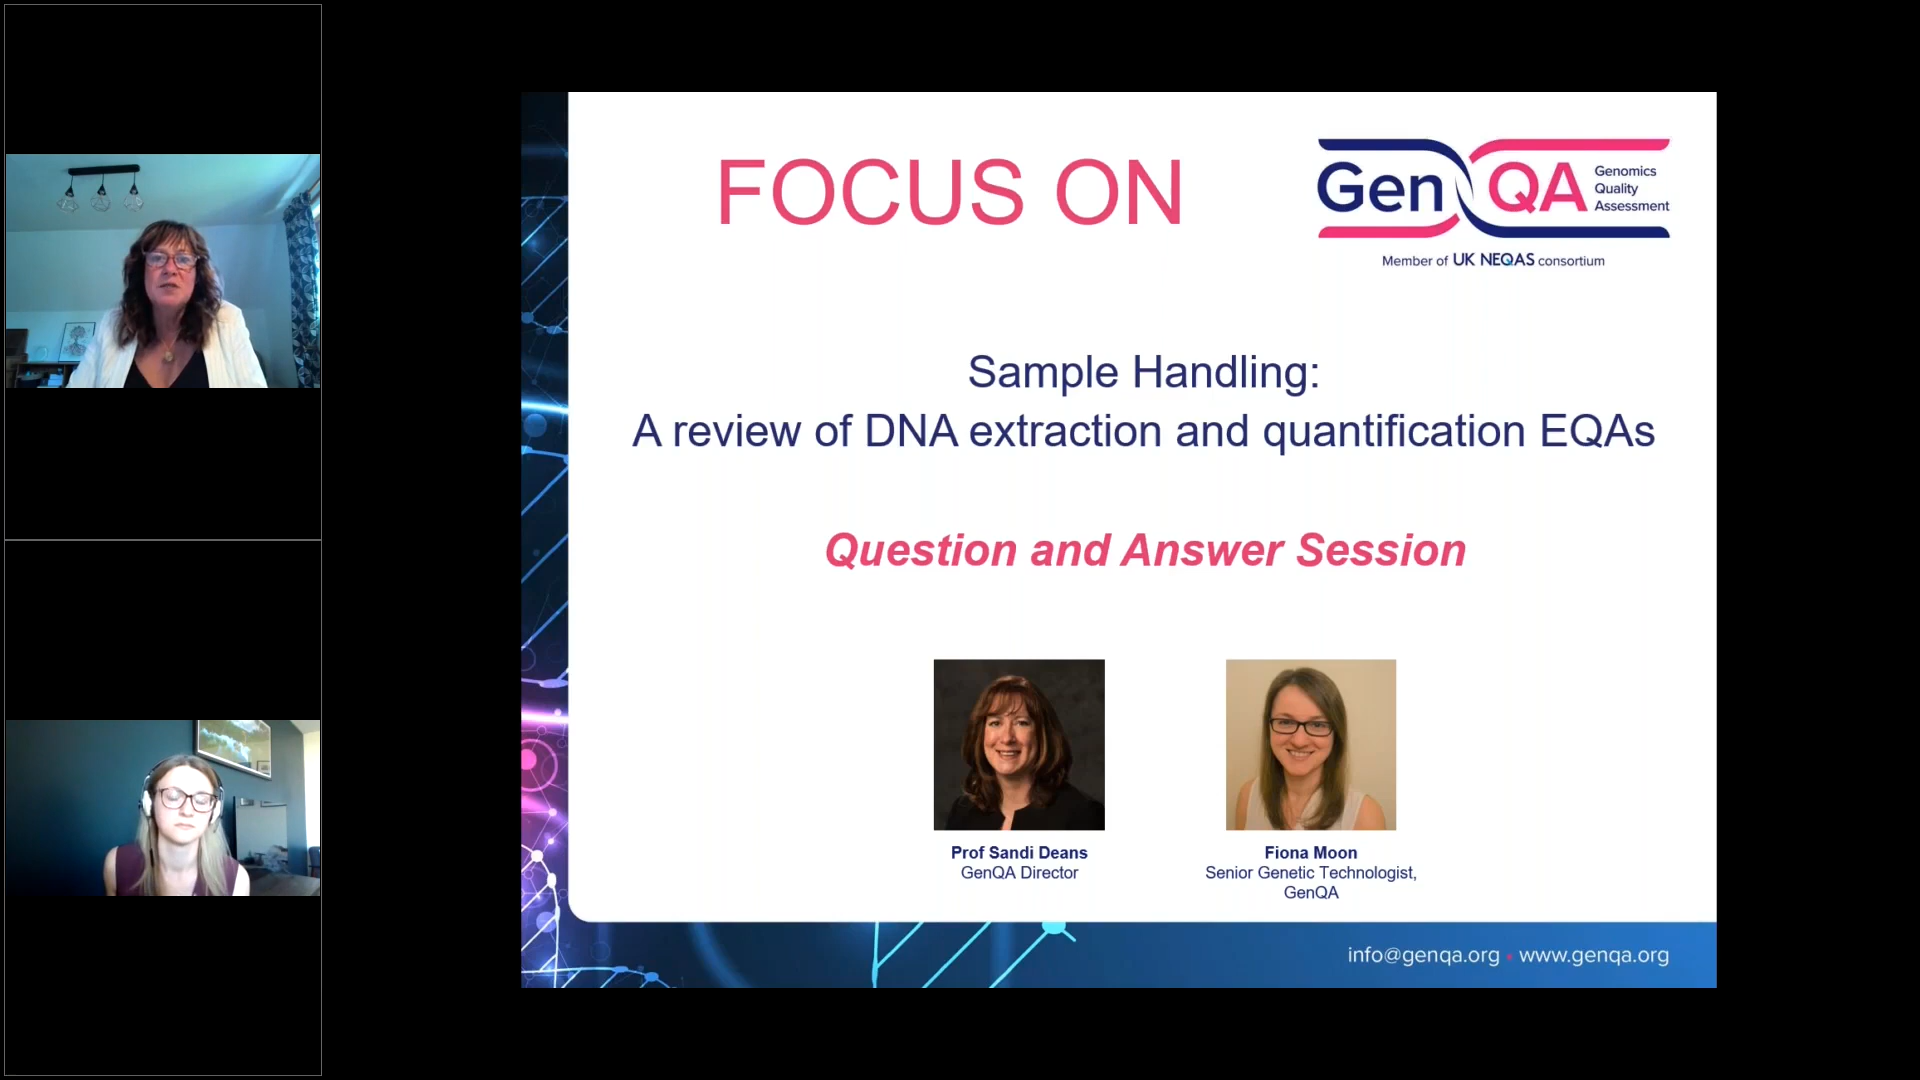 FOCUS ON
Gen QA
Genomics
Quality
Assessment
Member of UK NEQAS consortium
Sample Handling:
A review of DNA extraction and quantification EQAs
Question and Answer Session
Prof Sandi Deans
GenQA Director
Fiona Moon
Senior Genetic Technologist,
GenQA
info@genqa.org • www.genqa.org